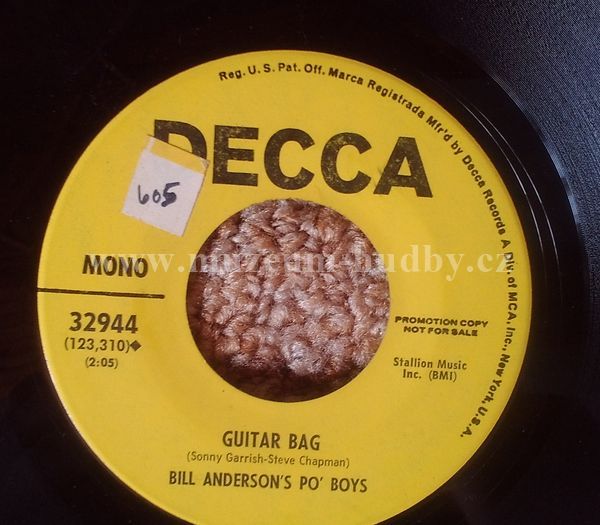 Reg. U.S. Pat. Off. Marca Registrada Mfr'd by Decca Records A Div. of MCA, Inc., New York, U.S.A.
DECCA
605
www.muzeum-hudby.cz
MONO
32944
(123,310)◆
(2:05)
PROMOTION COPY
NOT FOR SALE
Stallion Music
Inc. (BMI)
GUITAR BAG
(Sonny Garrish-Steve Chapman)
BILL ANDERSON'S PO' BOYS